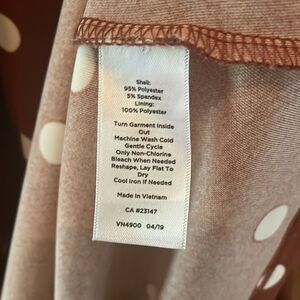 Shell:
95% Polyester
5% Spandex
Lining:
100% Polyester
Turn Garment Inside
Out
Machine Wash Cold
Gentle Cycle
Only Non-Chlorine
Bleach When Needed
Reshape, Lay Flat To
Dry
Cool Iron If Needed
Made In Vietnam
CA #23147
VN4900 04/19